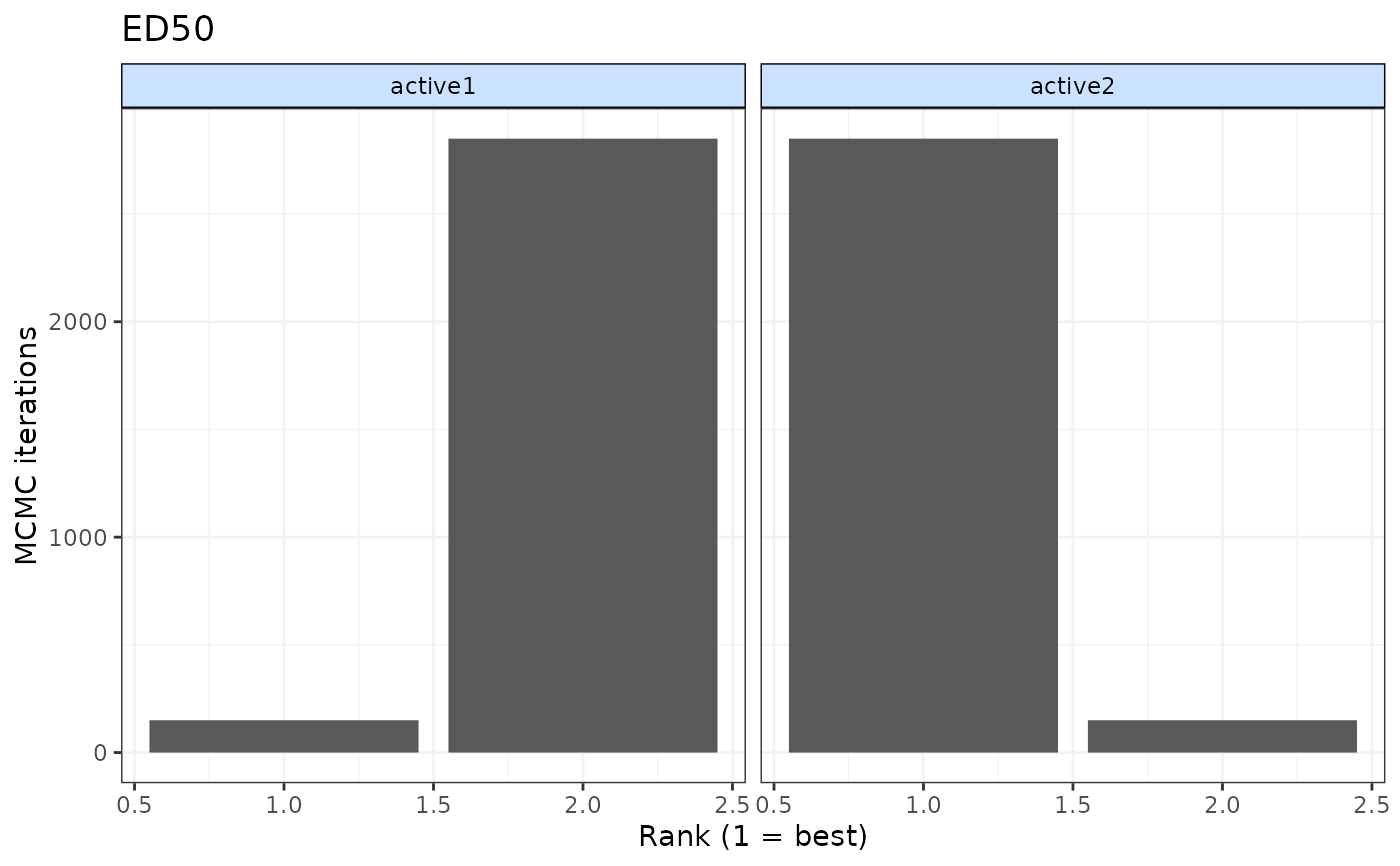 ED50
active1 active2
MCMC iterations
2000
1000
0
0.5 1.0 1.5 2.0 2.5 0.5 1.0 1.5 2.0 2.5
Rank (1 = best)